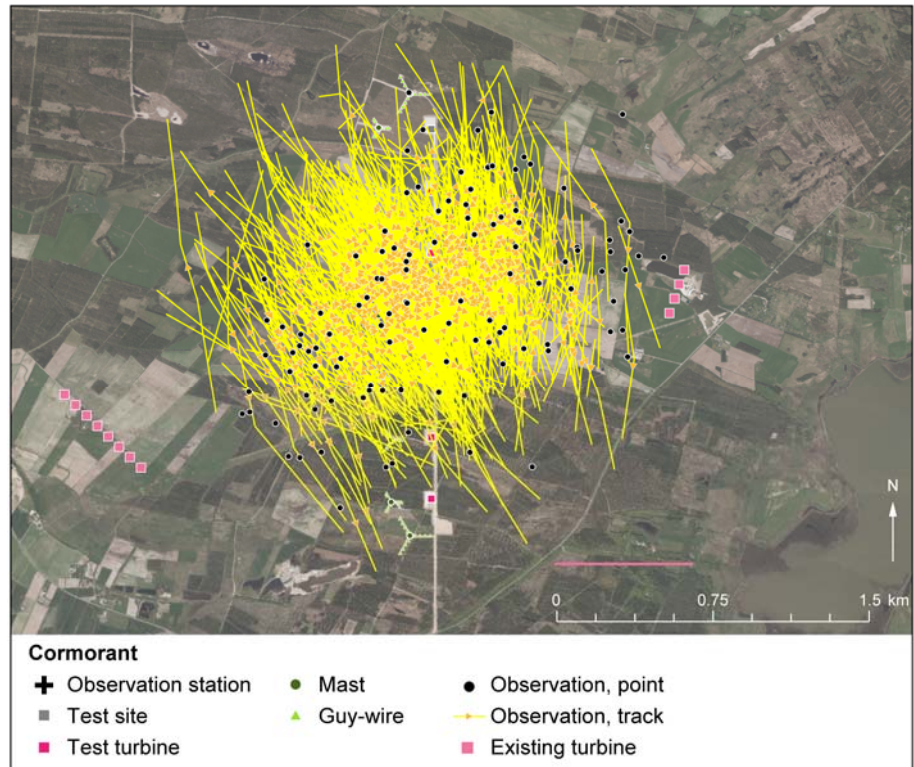 N
0 0.75 1.5 km
Cormorant
Observation station Mast Observation, point
Test site Guy-wire Observation, track
Test turbine Existing turbine